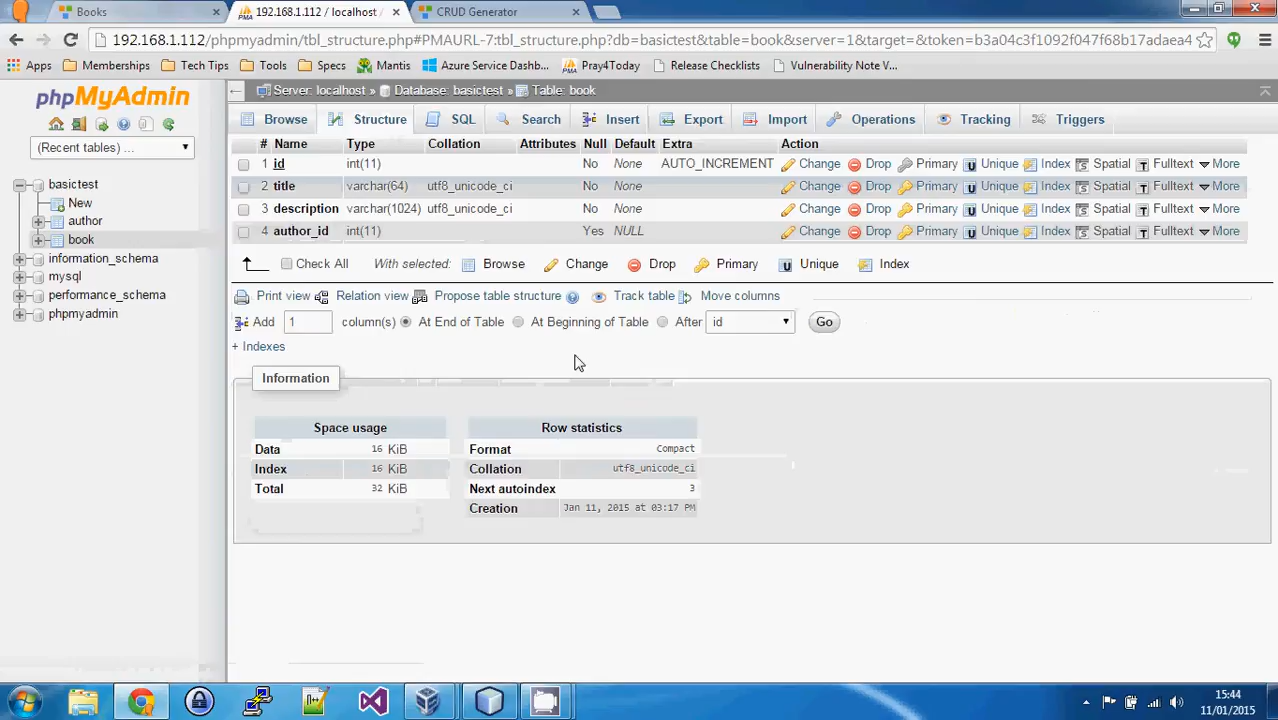 Books
192.168.1.112 / localhost /
CRUD Generator
192.168.1.112/phpmyadmin/tbl_structure.php#PMAURL-7:tbl_structure.php?db=basictest&table=book&server=1&target=&token=b3a04c3f1092f047f68b17adaea4
Apps Memberships Tech Tips Tools Specs Mantis Azure Service Dashb... Pray4Today Release Checklists Vulnerability Note V...
phpMyAdmin
(Recent tables) ...
basictest
New
author
book
information_schema
mysql
performance_schema
phpmyadmin
Server: localhost » Database: basictest » Table: book
Browse Structure SQL Search Insert Export Import Operations Tracking Triggers
# Name Type Collation Attributes Null Default Extra Action
1 id int(11) No None AUTO_INCREMENT Change Drop Primary Unique Index Spatial Fulltext More
2 title varchar(64) utf8_unicode_ci No None Change Drop Primary Unique Index Spatial Fulltext More
3 description varchar(1024) utf8_unicode_ci No None Change Drop Primary Unique Index Spatial Fulltext More
4 author_id int(11) Yes NULL Change Drop Primary Unique Index Spatial Fulltext More
Check All With selected: Browse Change Drop Primary Unique Index
Print view Relation view Propose table structure Track table Move columns
Add 1 column(s) At End of Table At Beginning of Table After id Go
+ Indexes
Information
Space usage
Data 16 KiB
Index 16 KiB
Total 32 KiB
Row statistics
Format Compact
Collation utf8_unicode_ci
Next autoindex 3
Creation Jan 11, 2015 at 03:17 PM
15:44
11/01/2015